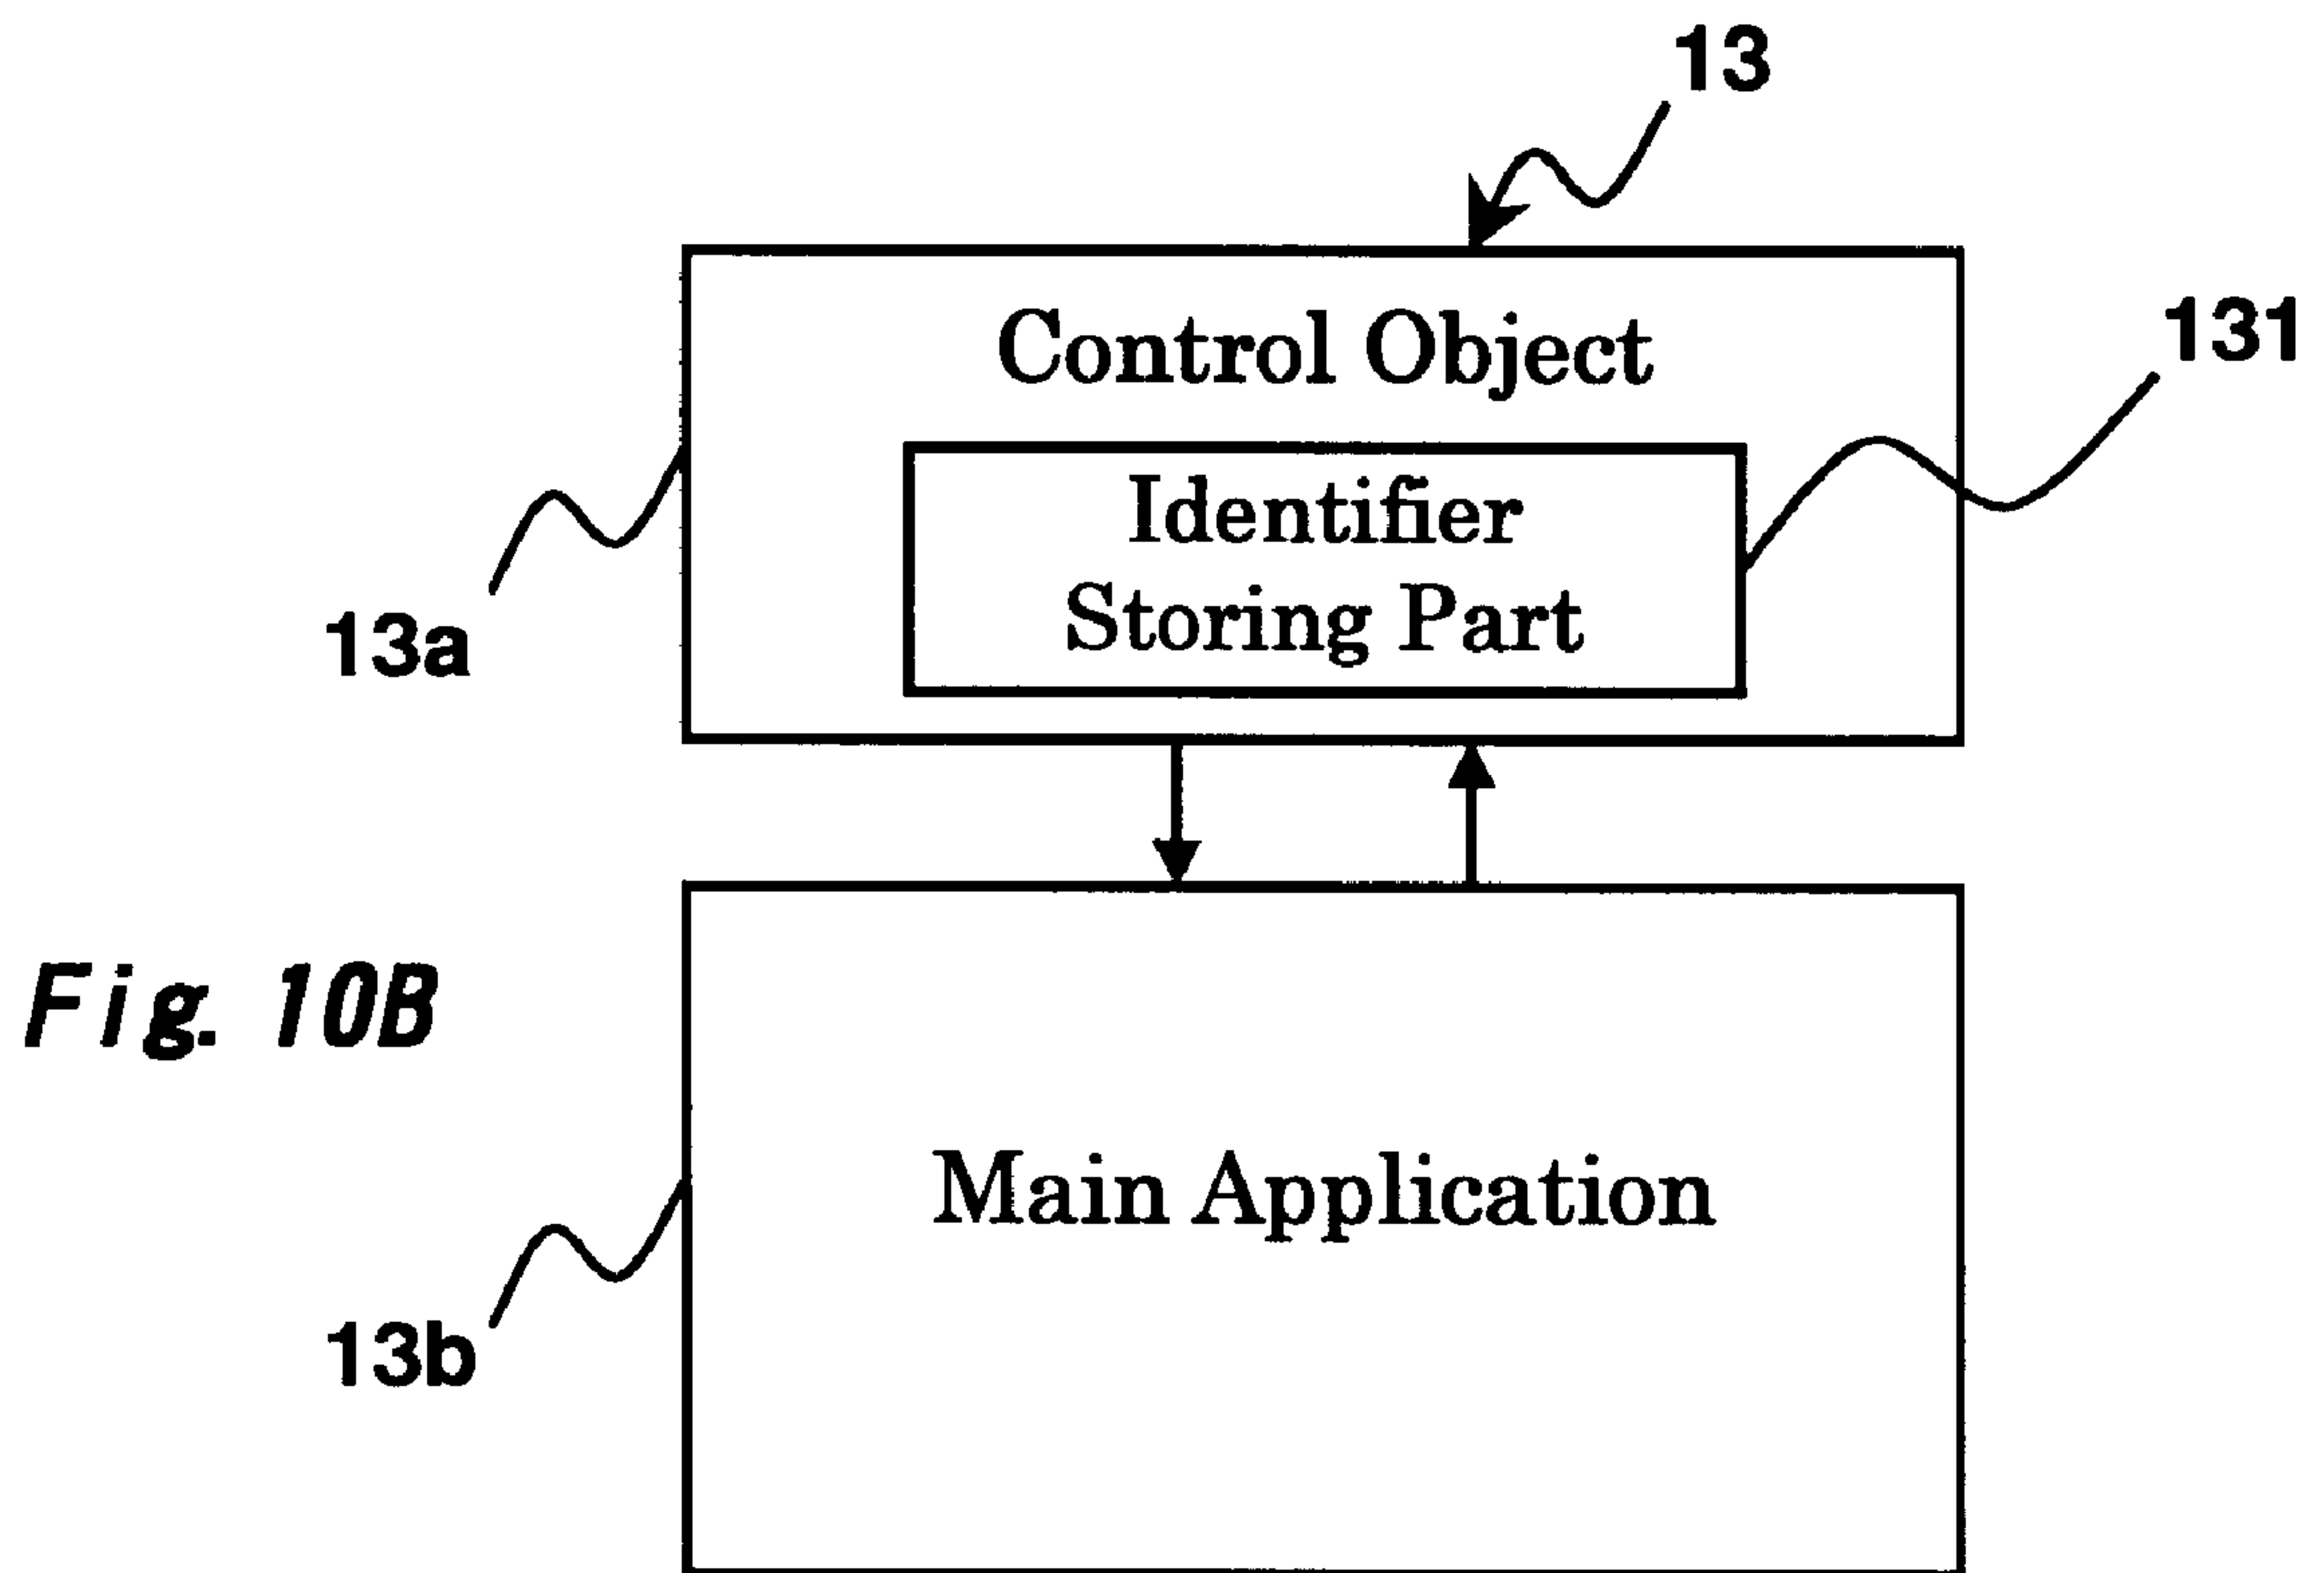 13
Control Object
131
Identifier
Storing Part
13a
Fig. 10B
Main Application
13b